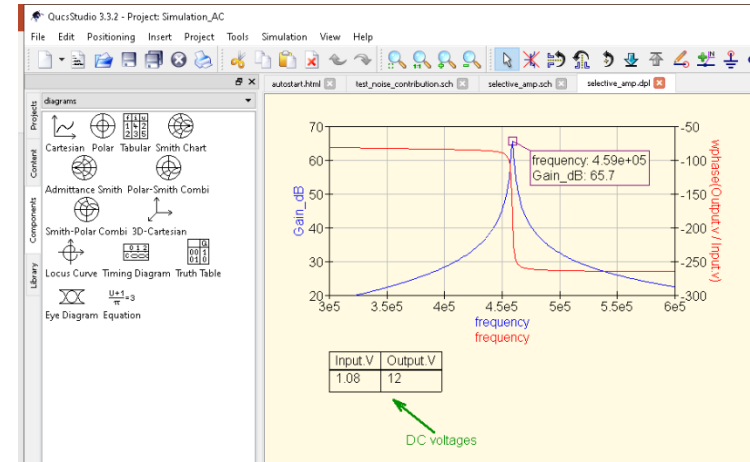 QucsStudio 3.3.2 - Project: Simulation_AC
File Edit Positioning Insert Project Tools Simulation View Help
autostart.html test_noise_contribution.sch selective_amp.sch selective_amp.dpl
Projects
Content
Components
Library
diagrams
Cartesian Polar Tabular Smith Chart
Admittance Smith Polar-Smith Combi
Smith-Polar Combi 3D-Cartesian
Locus Curve Timing Diagram Truth Table
Eye Diagram Equation
70
60
50
40
30
20
Gain_dB
-50
-100
-150
-200
-250
-300
wphase(Output.v / Input.v)
frequency: 4.59e+05
Gain_dB: 65.7
3e5 3.5e5 4e5 4.5e5 5e5 5.5e5 6e5
frequency
frequency
Input.V Output.V
1.08 12
DC voltages